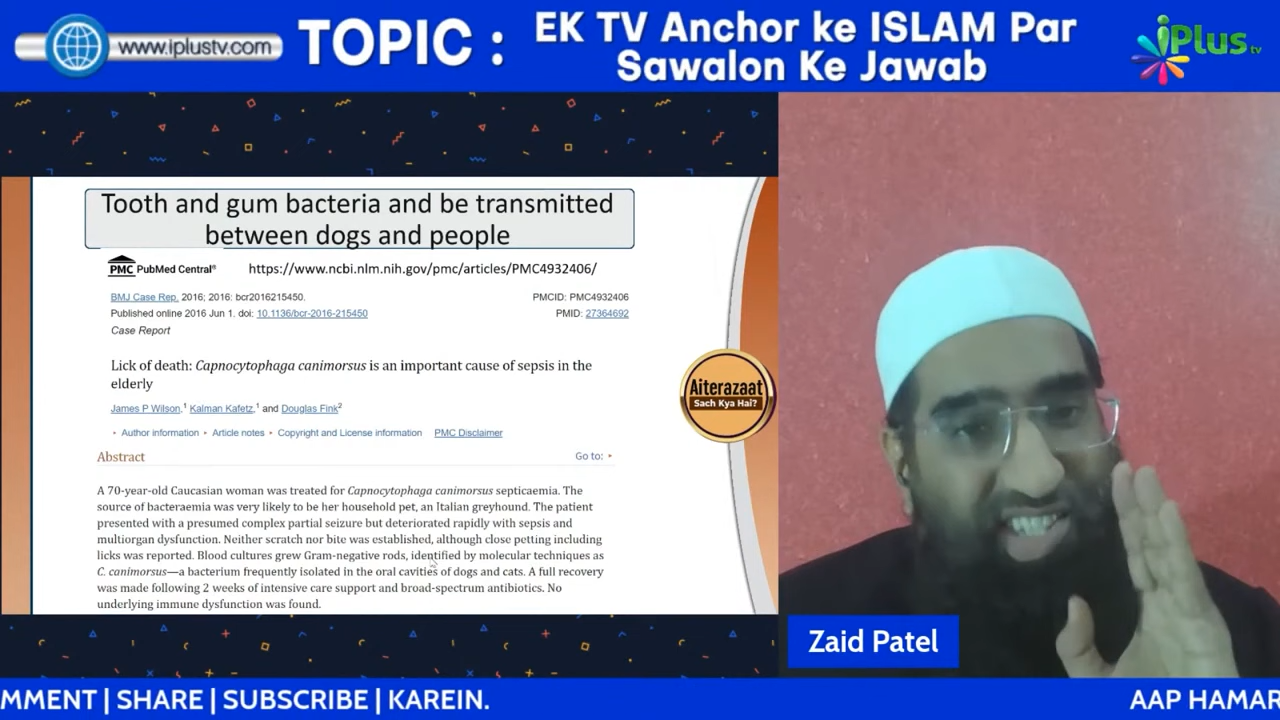 www.iplustv.com
TOPIC :
EK TV Anchor ke ISLAM Par
Sawalon Ke Jawab
iPlus tv
Tooth and gum bacteria and be transmitted
between dogs and people
PMC PubMed Central®
https://www.ncbi.nlm.nih.gov/pmc/articles/PMC4932406/
BMJ Case Rep. 2016; 2016: bcr2016215450.
PMCID: PMC4932406
Published online 2016 Jun 1. doi: 10.1136/bcr-2016-215450
PMID: 27364692
Case Report
Lick of death: Capnocytophaga canimorsus is an important cause of sepsis in the
elderly
James P Wilson,1 Kalman Kafetz,1 and Douglas Fink2
• Author information • Article notes • Copyright and License information PMC Disclaimer
Abstract
Go to: •
A 70-year-old Caucasian woman was treated for Capnocytophaga canimorsus septicaemia. The
source of bacteraemia was very likely to be her household pet, an Italian greyhound. The patient
presented with a presumed complex partial seizure but deteriorated rapidly with sepsis and
multiorgan dysfunction. Neither scratch nor bite was established, although close petting including
licks was reported. Blood cultures grew Gram-negative rods, identified by molecular techniques as
C. canimorsus—a bacterium frequently isolated in the oral cavities of dogs and cats. A full recovery
was made following 2 weeks of intensive care support and broad-spectrum antibiotics. No
underlying immune dysfunction was found.
Aiterazaat
Sach Kya Hai?
Zaid Patel
MMENT | SHARE | SUBSCRIBE | KAREIN.
AAP HAMAR